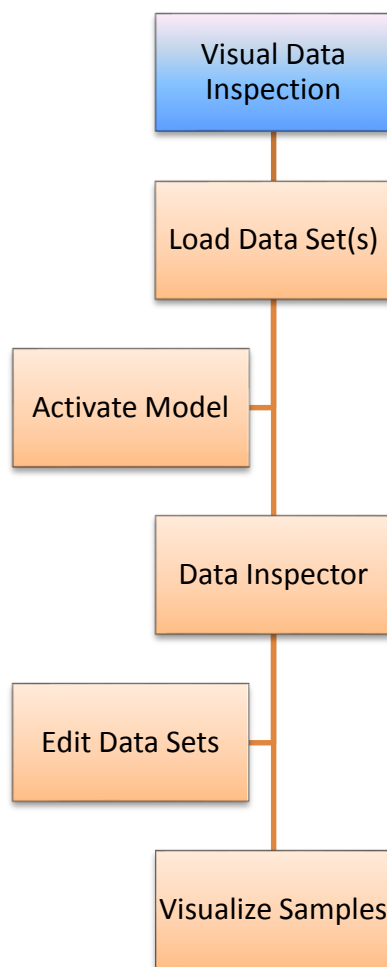 Visual Data
Inspection
Load Data Set(s)
Activate Model
Data Inspector
Edit Data Sets
Visualize Samples